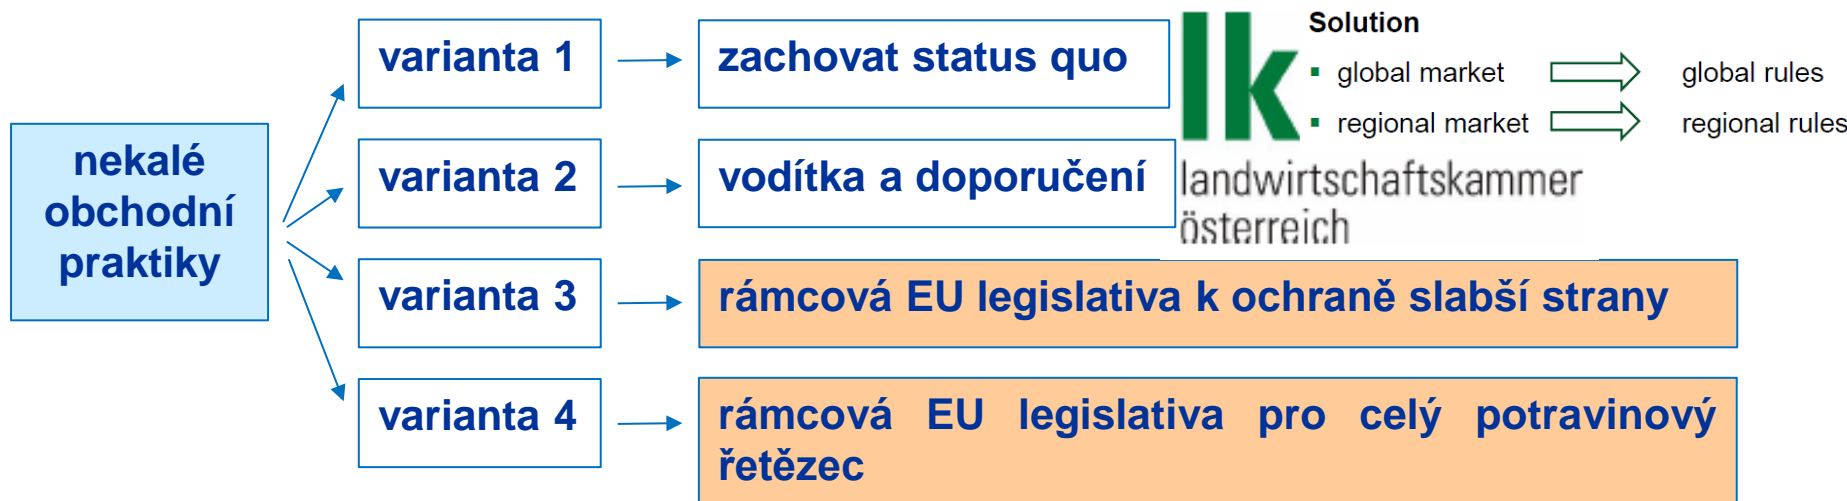 nekalé
obchodní
praktiky
varianta 1
zachovat status quo
varianta 2
vodítka a doporučení
varianta 3
rámcová EU legislativa k ochraně slabší strany
varianta 4
rámcová EU legislativa pro celý potravinový
řetězec
lk
landwirtschaftskammer
österreich
Solution
▪ global market
global rules
▪ regional market
regional rules